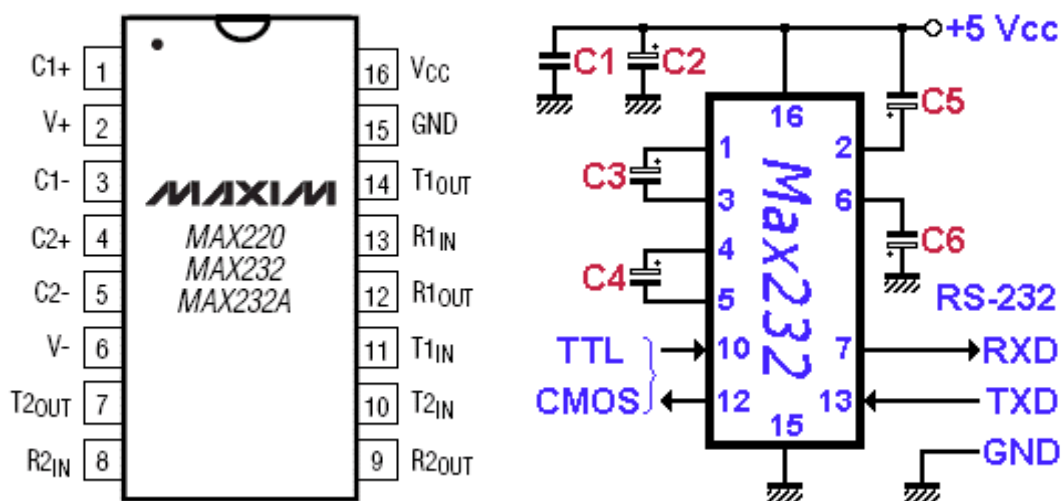 C1+ 1
V+ 2
C1- 3
C2+ 4
C2- 5
V- 6
T2OUT 7
R2IN 8
MAXIM
MAX220
MAX232
MAX232A
16 VCC
15 GND
14 T1OUT
13 R1IN
12 R1OUT
11 T1IN
10 T2IN
9 R2OUT
+5 Vcc
C1
C2
C5
16
1
2
C3
3
6
4
C6
C4
5
Max232
RS-232
TTL
10
7
RXD
CMOS
12
13
TXD
15
GND
+
+
+
+
+
+